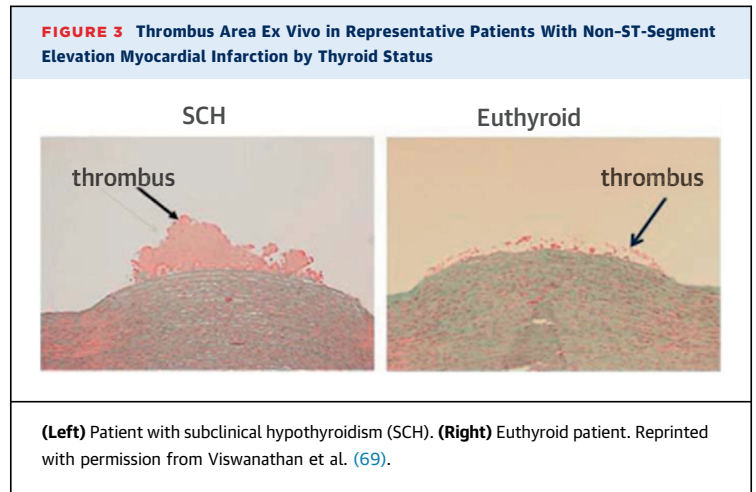 FIGURE 3 Thrombus Area Ex Vivo in Representative Patients With Non-ST-Segment
Elevation Myocardial Infarction by Thyroid Status
SCH
Euthyroid
thrombus
thrombus
(Left) Patient with subclinical hypothyroidism (SCH). (Right) Euthyroid patient. Reprinted
with permission from Viswanathan et al. (69).